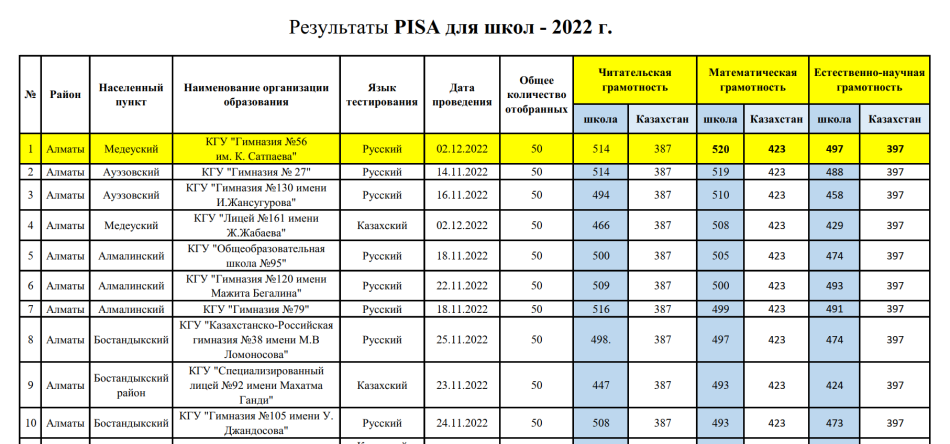 Результаты PISA для школ - 2022 г.
№ Район Населенный пункт Наименование организации образования Язык тестирования Дата проведения Общее количество отобранных Читательская грамотность Математическая грамотность Естественно-научная грамотность
школа Казахстан школа Казахстан школа Казахстан
1 Алматы Медеуский КГУ "Гимназия №56 им. К. Сатпаева" Русский 02.12.2022 50 514 387 520 423 497 397
2 Алматы Ауэзовский КГУ "Гимназия № 27" Русский 14.11.2022 50 514 387 519 423 488 397
3 Алматы Ауэзовский КГУ "Гимназия №130 имени И.Жансугурова" Русский 16.11.2022 50 494 387 510 423 458 397
4 Алматы Медеуский КГУ "Лицей №161 имени Ж.Жабаева" Казахский 02.12.2022 50 466 387 508 423 429 397
5 Алматы Алмалинский КГУ "Общеобразовательная школа №95" Русский 18.11.2022 50 500 387 505 423 474 397
6 Алматы Алмалинский КГУ "Гимназия №120 имени Мажита Бегалина" Русский 22.11.2022 50 509 387 500 423 493 397
7 Алматы Алмалинский КГУ "Гимназия №79" Русский 18.11.2022 50 516 387 499 423 491 397
8 Алматы Бостандыкский КГУ "Казахстанско-Российская гимназия №38 имени М.В Ломоносова" Русский 25.11.2022 50 498. 387 497 423 474 397
9 Алматы Бостандыкский район КГУ "Специализированный лицей №92 имени Махатма Ганди" Казахский 23.11.2022 50 447 387 493 423 424 397
10 Алматы Бостандыкский КГУ "Гимназия №105 имени У. Джандосова" Русский 24.11.2022 50 508 387 493 423 473 397